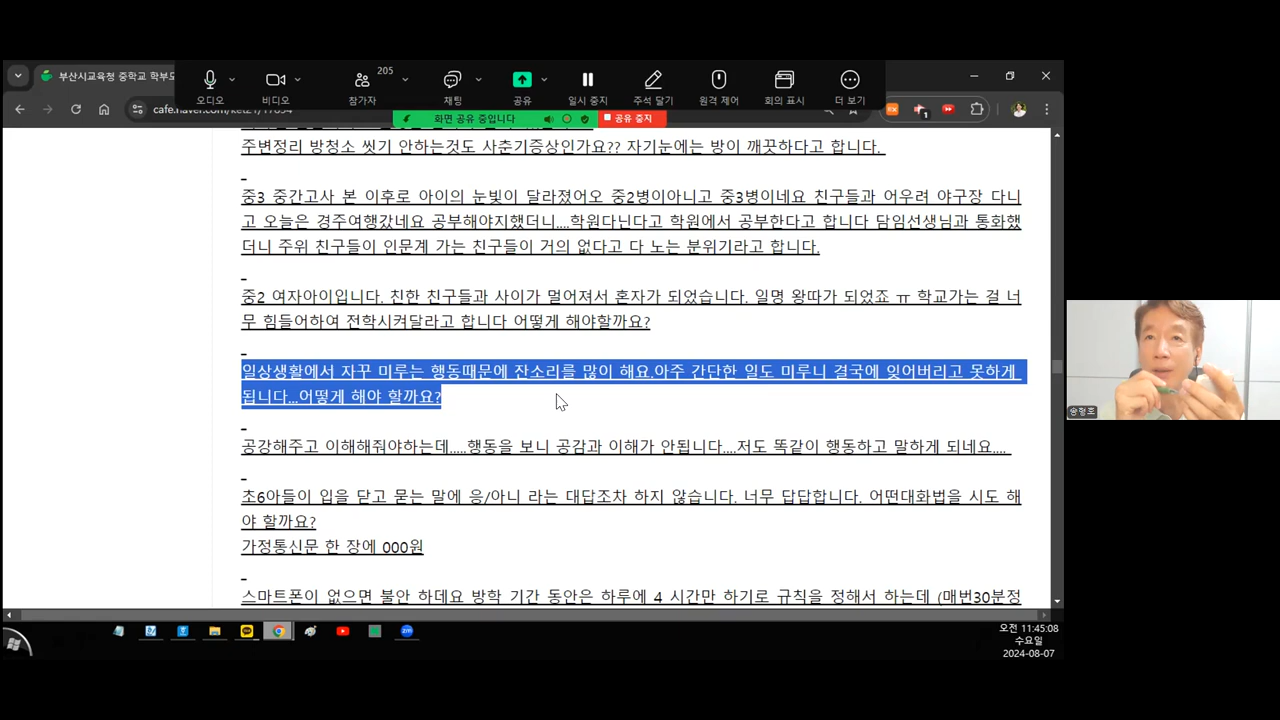 부산시교육청 중학교 학부모
205
오디오
비디오
참가자
채팅
공유
일시 중지
주석 달기
원격 제어
회의 표시
더 보기
화면 공유 중입니다
공유 중지
1
주변정리 방청소 씻기 안하는것도 사춘기증상인가요?? 자기눈에는 방이 깨끗하다고 합니다.
중3 중간고사 본 이후로 아이의 눈빛이 달라졌어오 중2병이아니고 중3병이네요 친구들과 어우려 야구장 다니
고 오늘은 경주여행갔네요 공부해야지했더니....학원다닌다고 학원에서 공부한다고 합니다 담임선생님과 통화했
더니 주위 친구들이 인문계 가는 친구들이 거의 없다고 다 노는 분위기라고 합니다.
중2 여자아이입니다. 친한 친구들과 사이가 멀어져서 혼자가 되었습니다. 일명 왕따가 되었죠 ㅠ 학교가는 걸 너
무 힘들어하여 전학시켜달라고 합니다 어떻게 해야할까요?
일상생활에서 자꾸 미루는 행동때문에 잔소리를 많이 해요.아주 간단한 일도 미루니 결국에 잊어버리고 못하게
됩니다...어떻게 해야 할까요?
공강해주고 이해해줘야하는데.....행동을 보니 공감과 이해가 안됩니다....저도 똑같이 행동하고 말하게 되네요....
초6아들이 입을 닫고 묻는 말에 응/아니 라는 대답조차 하지 않습니다. 너무 답답합니다. 어떤대화법을 시도 해
야 할까요?
가정통신문 한 장에 000원
스마트폰이 없으면 불안 하데요 방학 기간 동안은 하루에 4 시간만 하기로 규칙을 정해서 하는데 (매번30분정
송형호
오전 11:45:08
수요일
2024-08-07